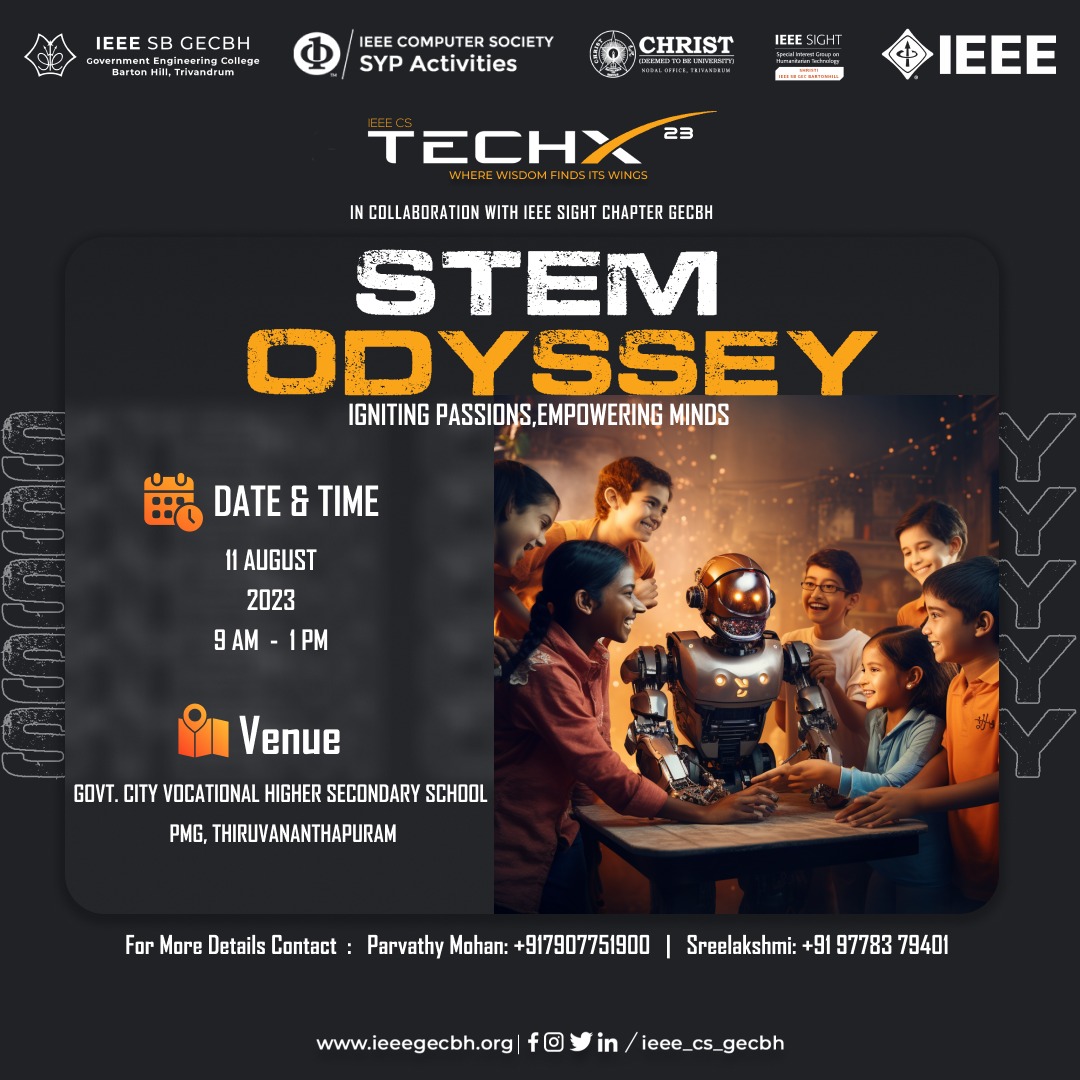 IEEE SB GECBH
Government Engineering College
Barton Hill, Trivandrum
IEEE COMPUTER SOCIETY
SYP Activities
CHRIST
(DEEMED TO BE UNIVERSITY)
NODAL OFFICE, TRIVANDRUM
IEEE SIGHT
Special Interest Group on
Humanitarian Technology
IEEE SB GEC BARTONHILL
IEEE
IEEE CS
TECHX 23
WHERE WISDOM FINDS ITS WINGS
IN COLLABORATION WITH IEEE SIGHT CHAPTER GECBH
STEM
ODYSSEY
IGNITING PASSIONS,EMPOWERING MINDS
DATE & TIME
11 AUGUST
2023
9 AM - 1 PM
Venue
GOVT. CITY VOCATIONAL HIGHER SECONDARY SCHOOL
PMG, THIRUVANANTHAPURAM
S
S
S
S
S
Y
Y
Y
Y
Y
For More Details Contact : Parvathy Mohan: +917907751900 | Sreelakshmi: +91 97783 79401
www.ieeegecbh.org| / ieee_cs_gecbh